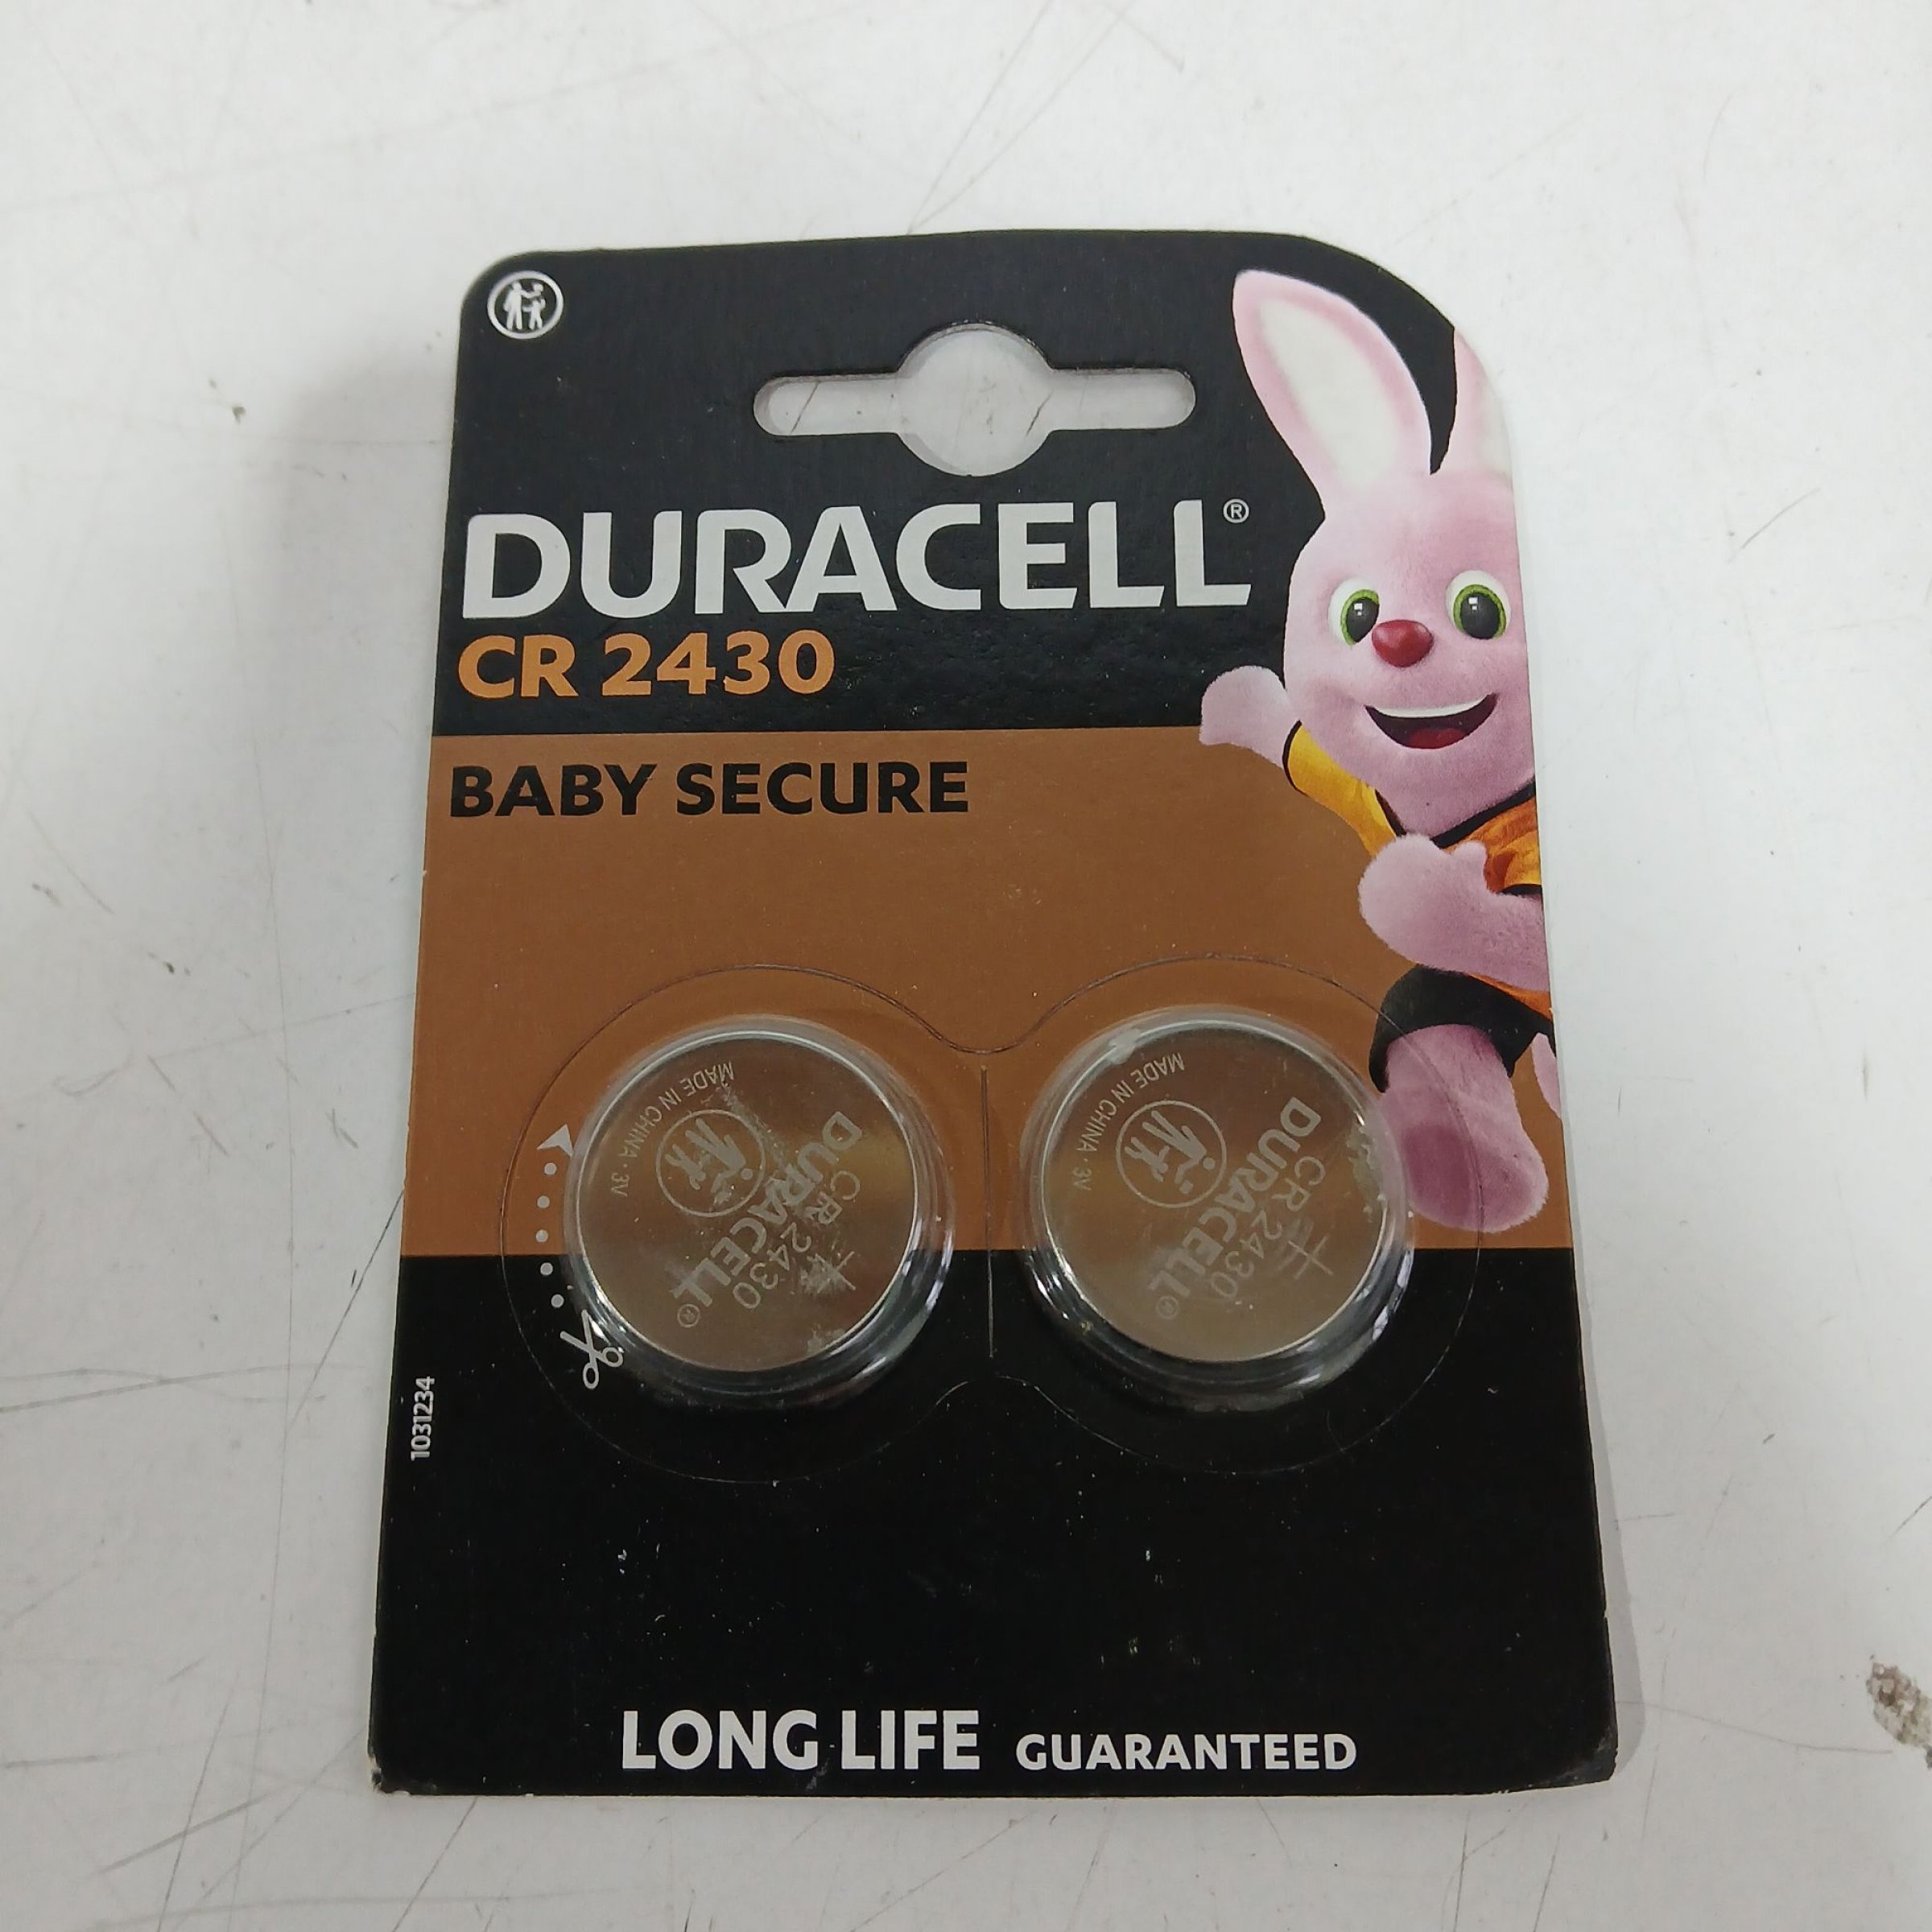 DURACELL®
CR 2430
BABY SECURE
MADE IN CHINA · 3V
DURACELL®
CR 2430
+
MADE IN CHINA · 3V
DURACELL®
CR 2430
+
1031234
LONG LIFE GUARANTEED